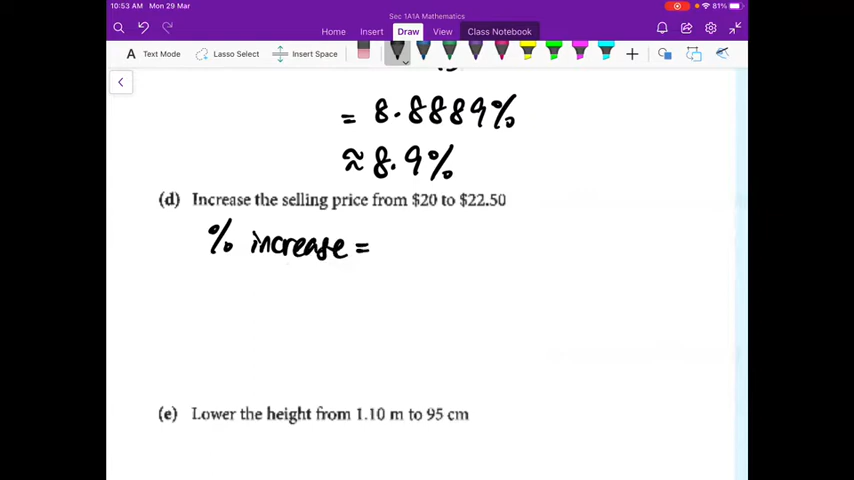 10:53 AM Mon 29 Mar
81%
Sec 1A1A Mathematics
Home Insert Draw View Class Notebook
A Text Mode Lasso Select Insert Space
= 8.8889%
≈ 8.9%
(d) Increase the selling price from $20 to $22.50
% increase =
(e) Lower the height from 1.10 m to 95 cm